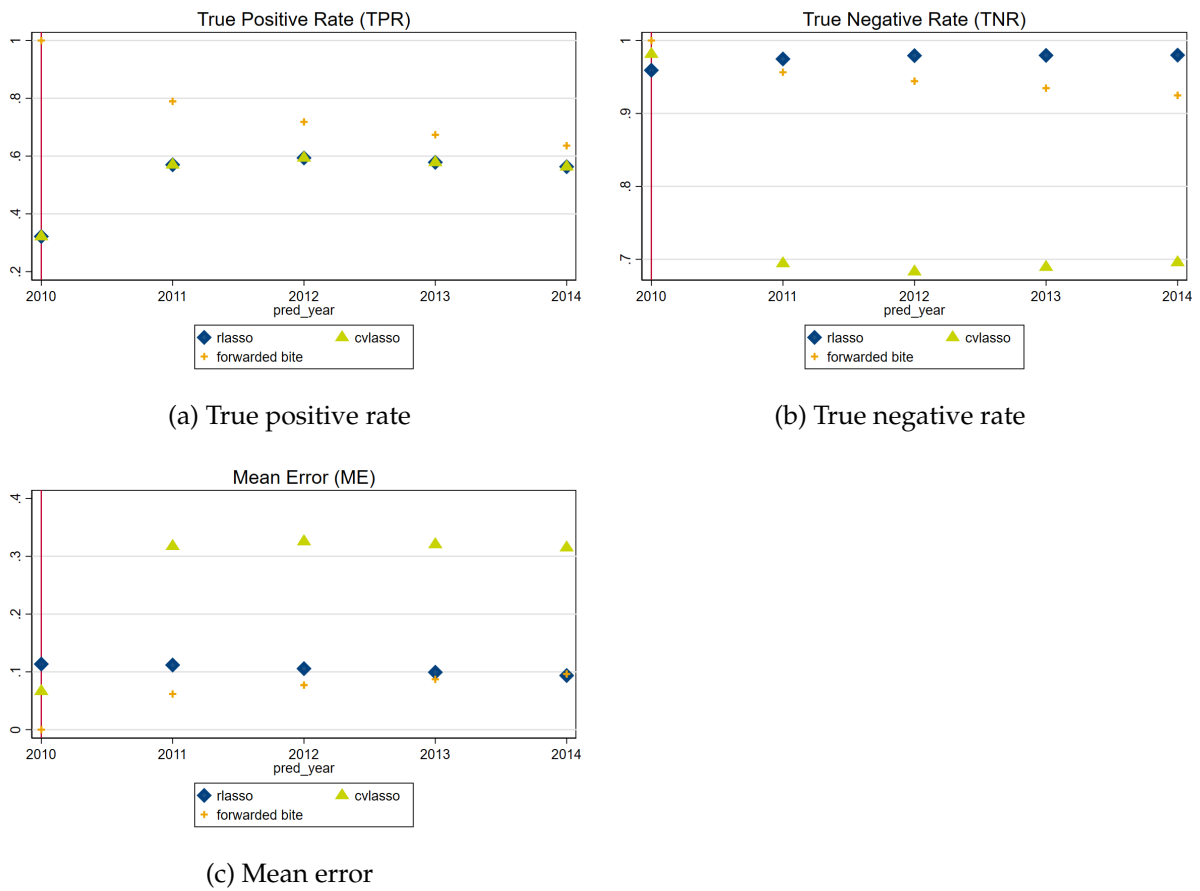 True Positive Rate (TPR)
1
.8
.6
.4
.2
2010 2011 2012 2013 2014
pred_year
rlasso cvlasso
forwarded bite
(a) True positive rate
True Negative Rate (TNR)
1
.9
.8
.7
2010 2011 2012 2013 2014
pred_year
rlasso cvlasso
forwarded bite
(b) True negative rate
Mean Error (ME)
.4
.3
.2
.1
0
2010 2011 2012 2013 2014
pred_year
rlasso cvlasso
forwarded bite
(c) Mean error